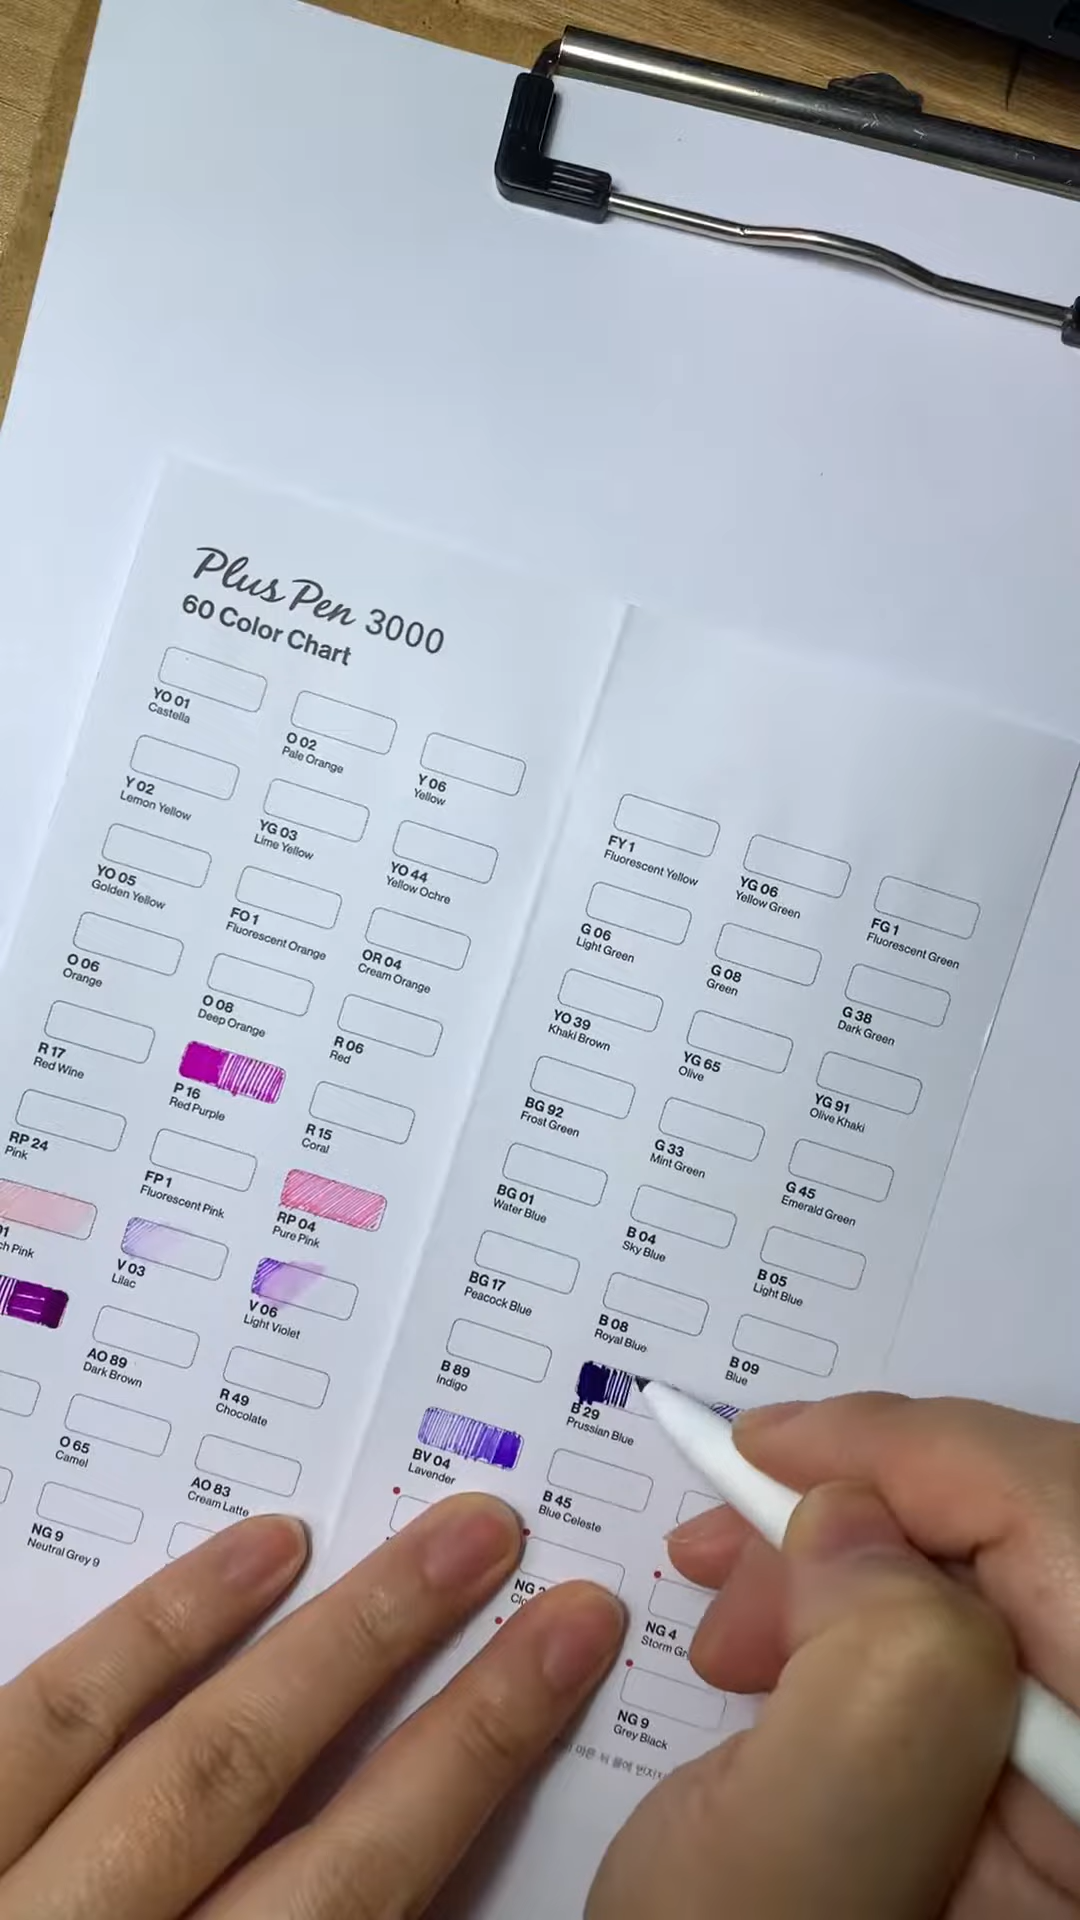 Plus Pen 3000
60 Color Chart
YO 01
Castella
O 02
Pale Orange
Y 06
Yellow
Y 02
Lemon Yellow
YG 03
Lime Yellow
YO 44
Yellow Ochre
YO 05
Golden Yellow
FO 1
Fluorescent Orange
OR 04
Cream Orange
O 06
Orange
O 08
Deep Orange
R 06
Red
R 17
Red Wine
P 16
Red Purple
R 15
Coral
RP 24
Pink
FP 1
Fluorescent Pink
RP 04
Pure Pink
Pink
V 03
Lilac
V 06
Light Violet
AO 89
Dark Brown
R 49
Chocolate
O 65
Camel
AO 83
Cream Latte
NG 9
Neutral Grey 9
FY 1
Fluorescent Yellow
YG 06
Yellow Green
FG 1
Fluorescent Green
G 06
Light Green
G 08
Green
G 38
Dark Green
YO 39
Khaki Brown
YG 65
Olive
YG 91
Olive Khaki
BG 92
Frost Green
G 33
Mint Green
G 45
Emerald Green
BG 01
Water Blue
B 04
Sky Blue
B 05
Light Blue
BG 17
Peacock Blue
B 08
Royal Blue
B 09
Blue
B 89
Indigo
B 29
Prussian Blue
BV 04
Lavender
B 45
Blue Celeste
NG
NG 4
Storm
NG 9
Grey Black